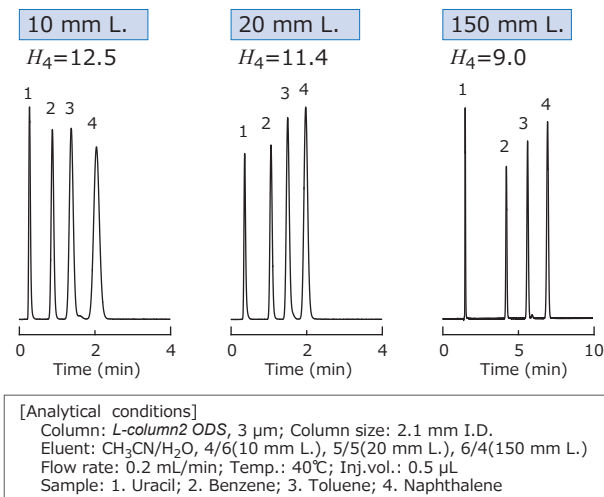 10 mm L. 20 mm L. 150 mm L.
H4=12.5 H4=11.4 H4=9.0
1 2 3 4 1 2 3 4 1 2 3 4
0 2 4 0 2 4 0 5 10
Time (min) Time (min) Time (min)
[Analytical conditions]
Column: L-column2 ODS, 3 µm; Column size: 2.1 mm I.D.
Eluent: CH3CN/H2O, 4/6(10 mm L.), 5/5(20 mm L.), 6/4(150 mm L.)
Flow rate: 0.2 mL/min; Temp.: 40℃; Inj.vol.: 0.5 µL
Sample: 1. Uracil; 2. Benzene; 3. Toluene; 4. Naphthalene